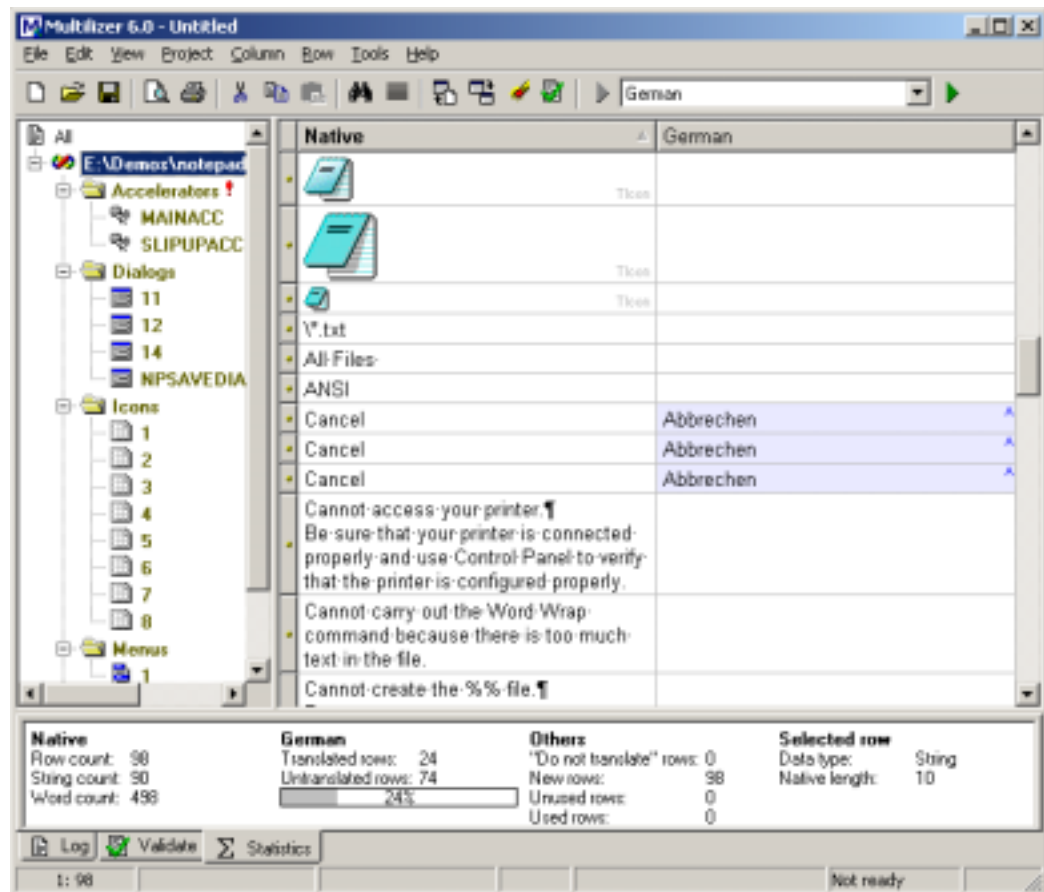 Multilizer 6.0 - Untitled
File Edit View Project Column Row Tools Help
German
All
E:\Demos\notepad
Accelerators !
MAINACC
SLIPUPACC
Dialogs
11
12
14
NPSAVEDIA
Icons
1
2
3
4
5
6
7
8
Menus
1
Native German
TIcon
TIcon
TIcon
\*.txt
All·Files·
ANSI
Cancel Abbrechen
Cancel Abbrechen
Cancel Abbrechen
Cannot·access·your·printer.¶
Be·sure·that·your·printer·is·connected·
properly·and·use·Control·Panel·to·verify·
that·the·printer·is·configured·properly.
Cannot·carry·out·the·Word·Wrap·
command·because·there·is·too·much·
text·in·the·file.
Cannot·create·the·%%·file.¶
Native German Others Selected row
Row count: 98 Translated rows: 24 "Do not translate" rows: 0 Data type: String
String count: 90 Untranslated rows: 74 New rows: 98 Native length: 10
Word count: 498 24% Unused rows: 0
Used rows: 0
Log Validate Statistics
1: 98 Not ready